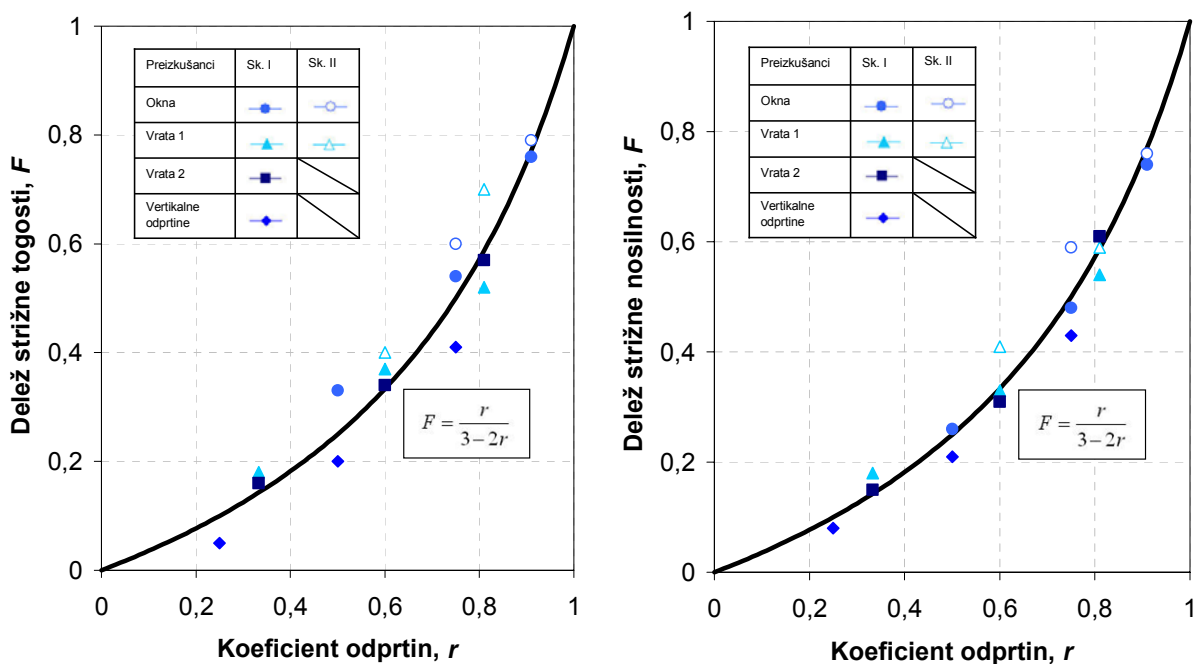 Delež strižne togosti, F
1
0,8
0,6
0,4
0,2
0
0 0,2 0,4 0,6 0,8 1
Koeficient odprtin, r
Preizkušanci Sk. I Sk. II
Okna
Vrata 1
Vrata 2
Vertikalne
odprtine
F = r / (3 − 2r)
Delež strižne nosilnosti, F
1
0,8
0,6
0,4
0,2
0
0 0,2 0,4 0,6 0,8 1
Koeficient odprtin, r
Preizkušanci Sk. I Sk. II
Okna
Vrata 1
Vrata 2
Vertikalne
odprtine
F = r / (3 − 2r)